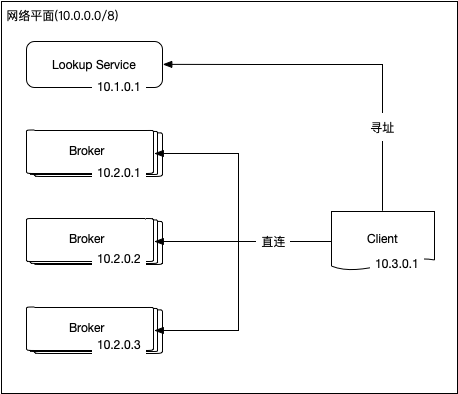 网络平面(10.0.0.0/8)
Lookup Service
10.1.0.1
寻址
Broker
10.2.0.1
Broker
10.2.0.2
直连
Client
10.3.0.1
Broker
10.2.0.3